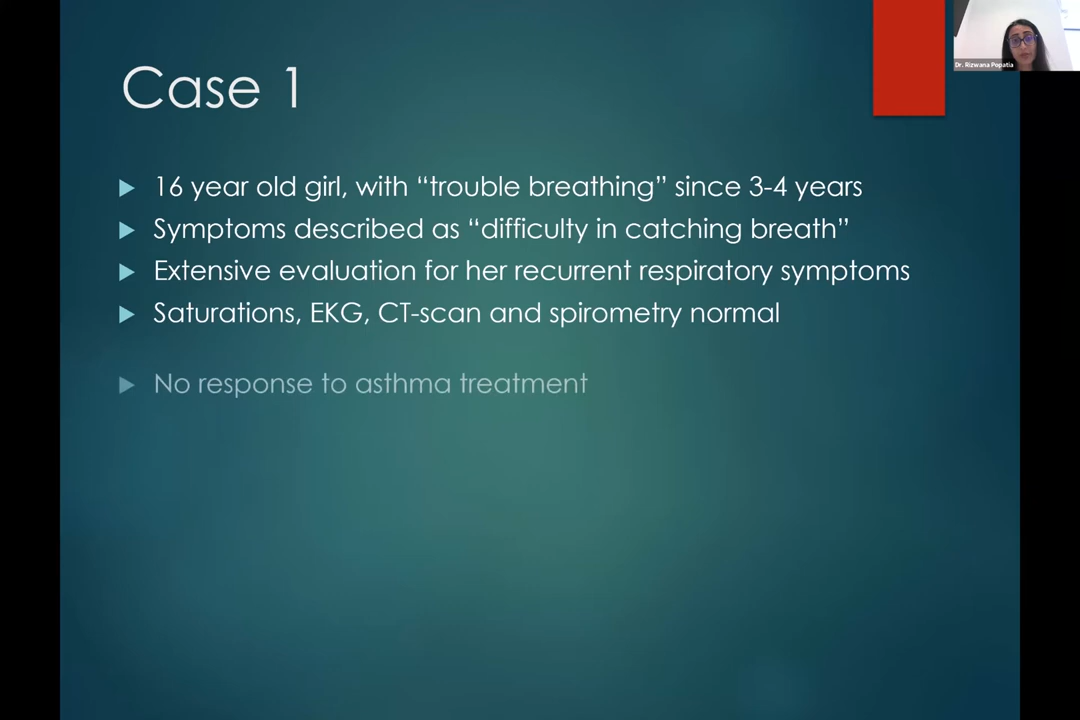 Case 1
Dr. Rizwana Popatia
16 year old girl, with “trouble breathing” since 3-4 years
Symptoms described as “difficulty in catching breath”
Extensive evaluation for her recurrent respiratory symptoms
Saturations, EKG, CT-scan and spirometry normal
No response to asthma treatment